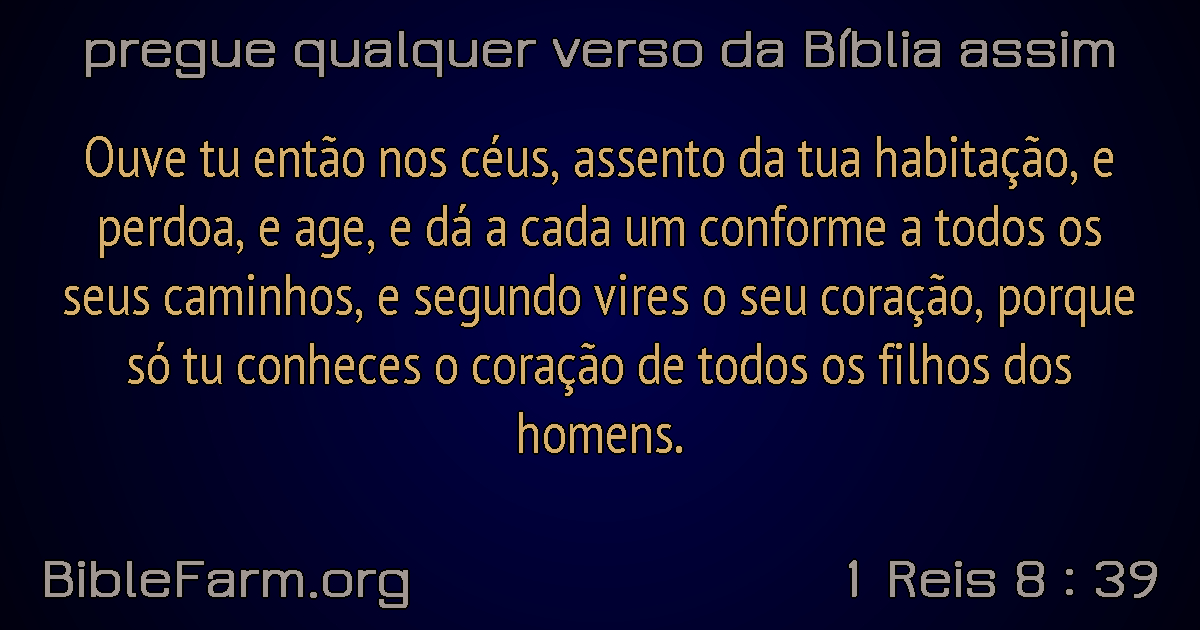 pregue qualquer verso da Bíblia assim
Ouve tu então nos céus, assento da tua habitação, e
perdoa, e age, e dá a cada um conforme a todos os
seus caminhos, e segundo vires o seu coração, porque
só tu conheces o coração de todos os filhos dos
homens.
BibleFarm.org
1 Reis 8 : 39